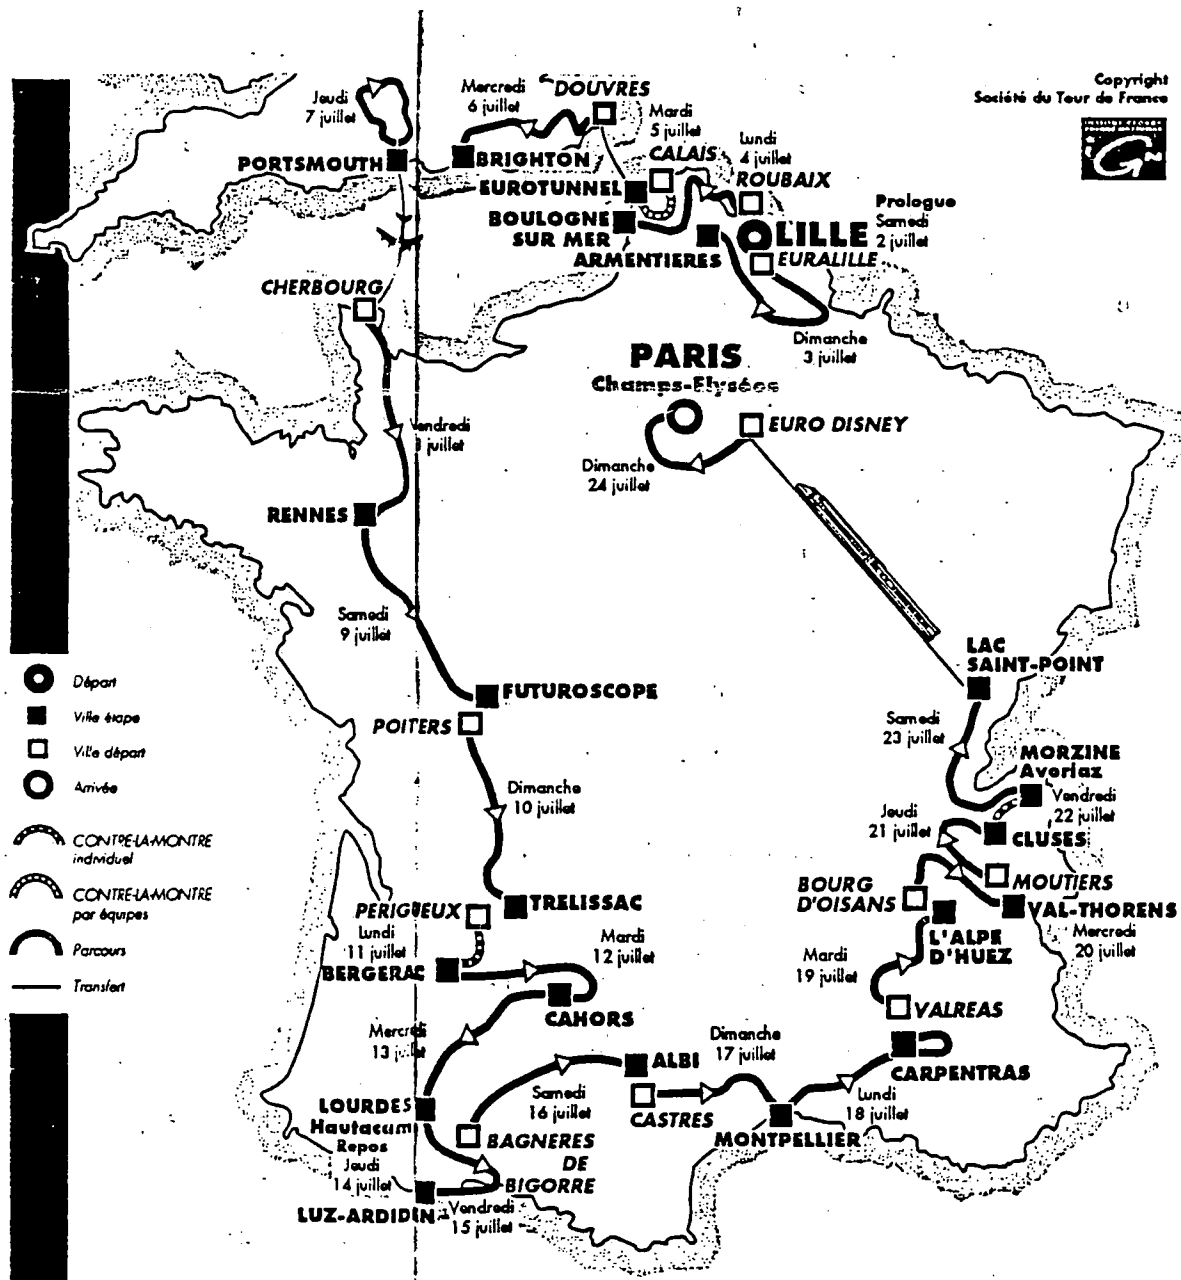 Copyright
Société du Tour de France
Jeudi
7 juillet
Mercredi
6 juillet
DOUVRES
Mardi
5 juillet
CALAIS
Lundi
4 juillet
ROUBAIX
PORTSMOUTH
BRIGHTON
EUROTUNNEL
BOULOGNE
SUR MER
ARMENTIERES
Prologue
Samedi
2 juillet
LILLE
EURALILLE
CHERBOURG
Dimanche
3 juillet
PARIS
Champs-Elysées
EURO DISNEY
Dimanche
24 juillet
endredi
juillet
RENNES
Samedi
9 juillet
LAC
SAINT-POINT
FUTUROSCOPE
POITERS
Samedi
23 juillet
MORZINE
Avoriaz
Vendredi
22 juillet
Départ
Ville étape
Ville départ
Arrivée
CONTRE-LA-MONTRE
individuel
CONTRE-LA-MONTRE
par équipes
Parcours
Transfert
Dimanche
10 juillet
Jeudi
21 juillet
CLUSES
MOUTIERS
BOURG
D'OISANS
VAL-THORENS
Mercredi
20 juillet
PERIGUEUX
TRELISSAC
Lundi
11 juillet
BERGERAC
Mardi
12 juillet
L'ALPE
D'HUEZ
Mardi
19 juillet
CAHORS
VALREAS
Mercredi
13 juillet
Dimanche
17 juillet
ALBI
CARPENTRAS
Lundi
18 juillet
Samedi
16 juillet
CASTRES
MONTPELLIER
LOURDES
Hautacam
Repos
Jeudi
14 juillet
BAGNERES
DE
BIGORRE
LUZ-ARDIDEN
Vendredi
15 juillet